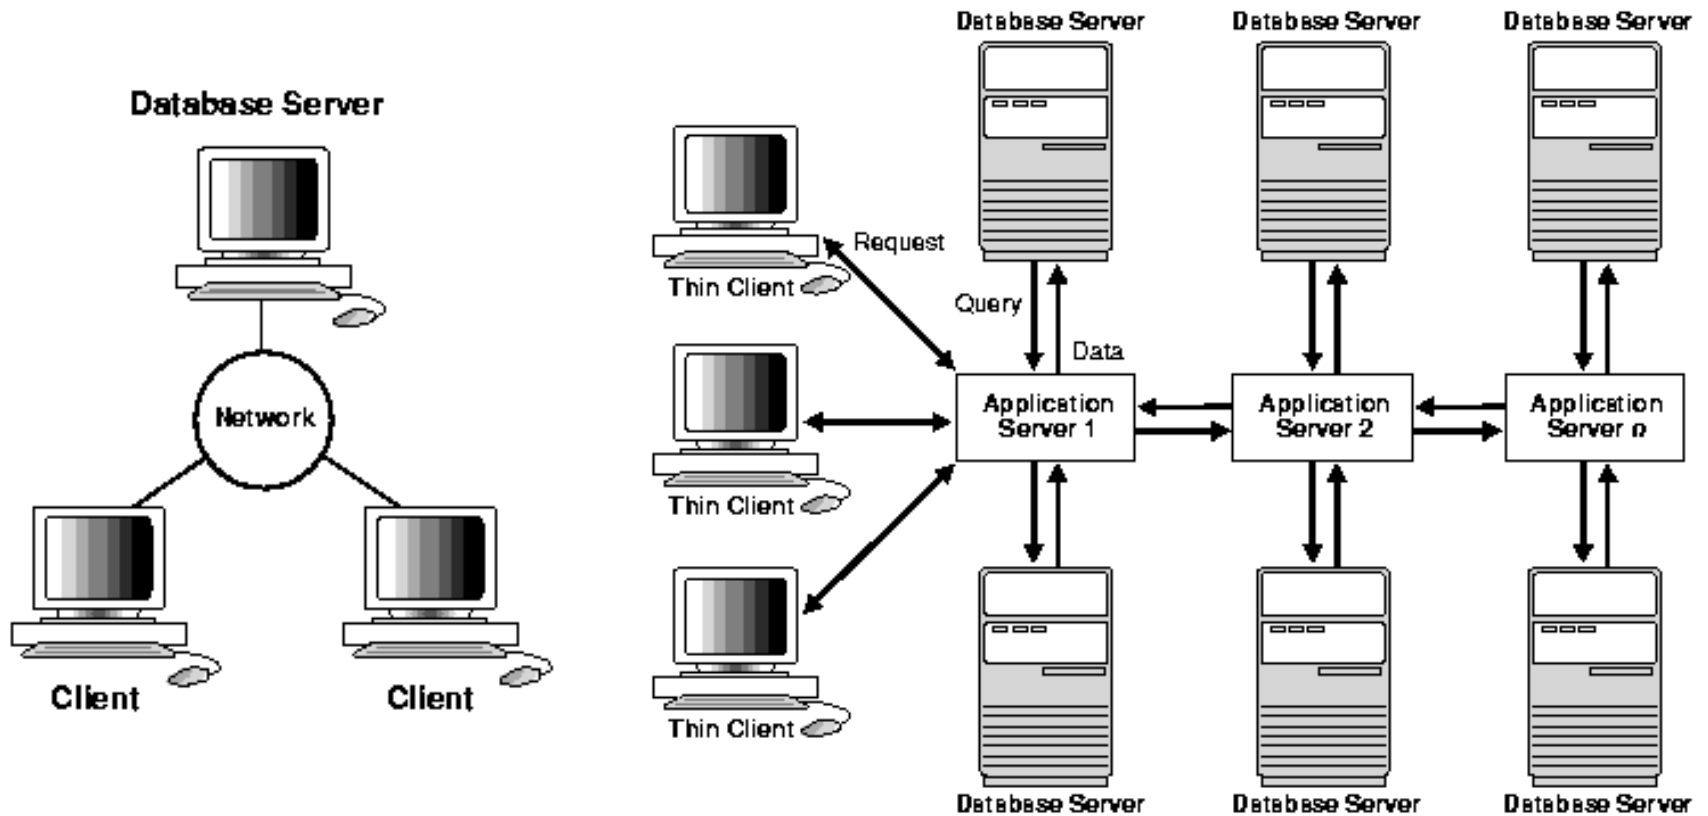 Database Server
Network
Client
Client
Database Server
Database Server
Database Server
Request
Thin Client
Query
Data
Thin Client
Application
Server 1
Application
Server 2
Application
Server n
Thin Client
Database Server
Database Server
Database Server